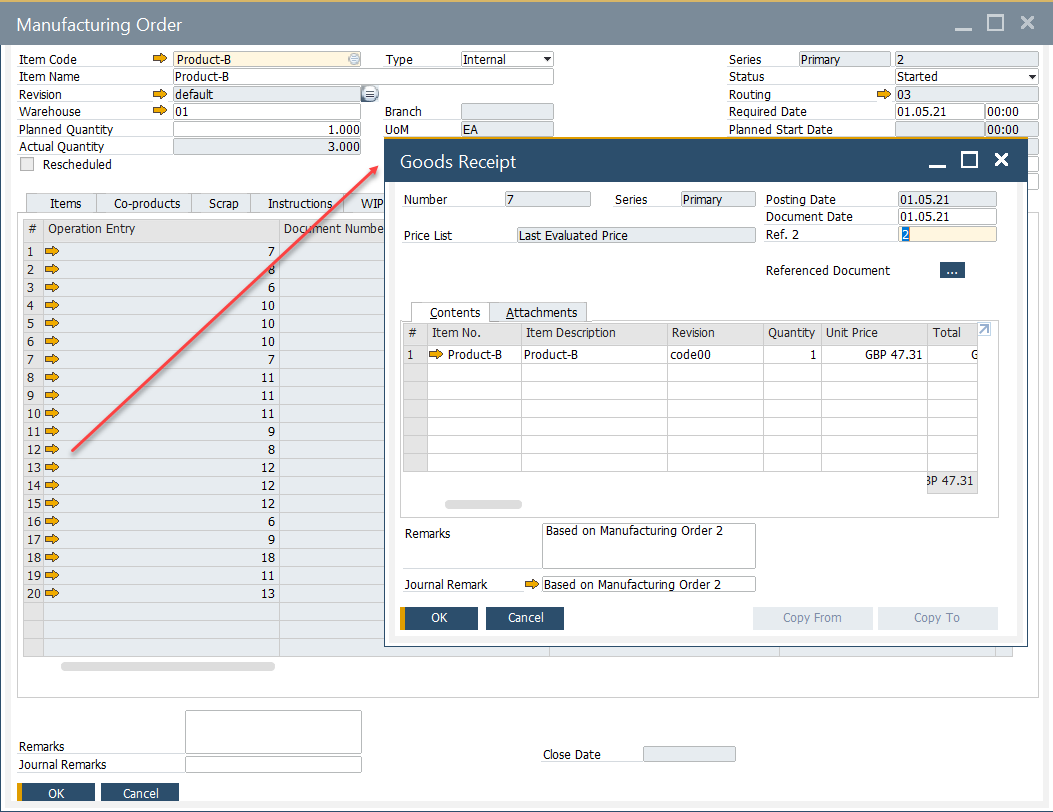 Manufacturing Order
Item Code Product-B Type Internal Series Primary 2
Item Name Product-B Status Started
Revision default Routing 03
Warehouse 01 Branch Required Date 01.05.21 00:00
Planned Quantity 1.000 UoM EA Planned Start Date 00:00
Actual Quantity 3.000
Rescheduled
Items Co-products Scrap Instructions WIP
# Operation Entry Document Numbe
1 7
2 8
3 6
4 10
5 10
6 10
7 7
8 11
9 11
10 11
11 9
12 8
13 12
14 12
15 12
16 6
17 9
18 18
19 11
20 13
Remarks
Journal Remarks
Close Date
OK Cancel
Goods Receipt
Number 7 Series Primary Posting Date 01.05.21
Document Date 01.05.21
Price List Last Evaluated Price Ref. 2 2
Referenced Document ...
Contents Attachments
# Item No. Item Description Revision Quantity Unit Price Total
1 Product-B Product-B code00 1 GBP 47.31 G
BP 47.31
Remarks Based on Manufacturing Order 2
Journal Remark Based on Manufacturing Order 2
OK Cancel Copy From Copy To